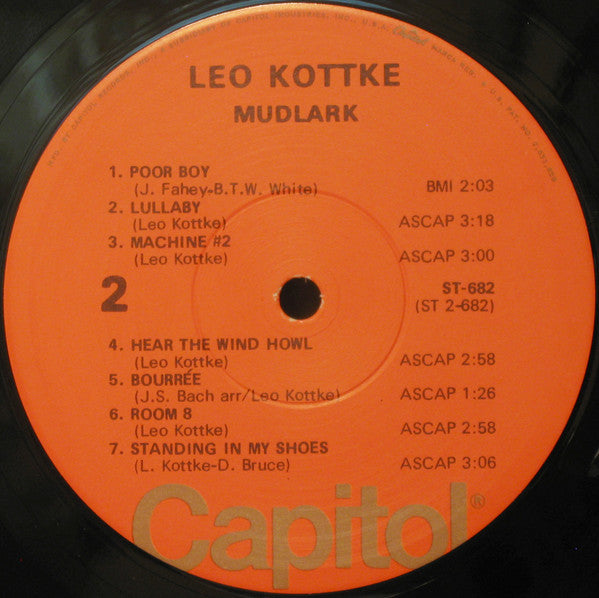 LEO KOTTKE
MUDLARK
1. POOR BOY
(J. Fahey-B.T.W. White) BMI 2:03
2. LULLABY
(Leo Kottke) ASCAP 3:18
3. MACHINE #2
(Leo Kottke) ASCAP 3:00
2
ST-682
(ST 2-682)
4. HEAR THE WIND HOWL
(Leo Kottke) ASCAP 2:58
5. BOURRÉE
(J.S. Bach arr/Leo Kottke) ASCAP 1:26
6. ROOM 8
(Leo Kottke) ASCAP 2:58
7. STANDING IN MY SHOES
(L. Kottke-D. Bruce) ASCAP 3:06
Capitol®